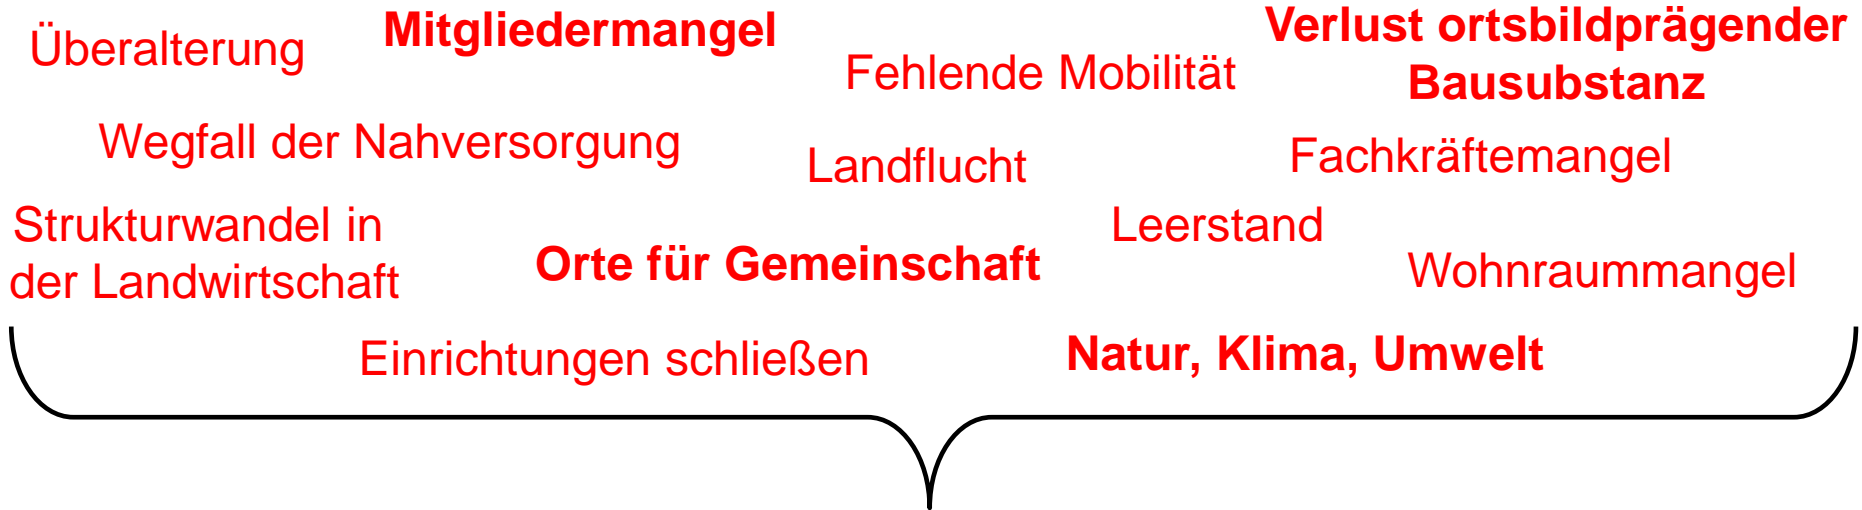 Überalterung
Mitgliedermangel
Fehlende Mobilität
Verlust ortsbildprägender
Bausubstanz
Wegfall der Nahversorgung
Landflucht
Fachkräftemangel
Strukturwandel in
der Landwirtschaft
Orte für Gemeinschaft
Leerstand
Wohnraummangel
Einrichtungen schließen
Natur, Klima, Umwelt